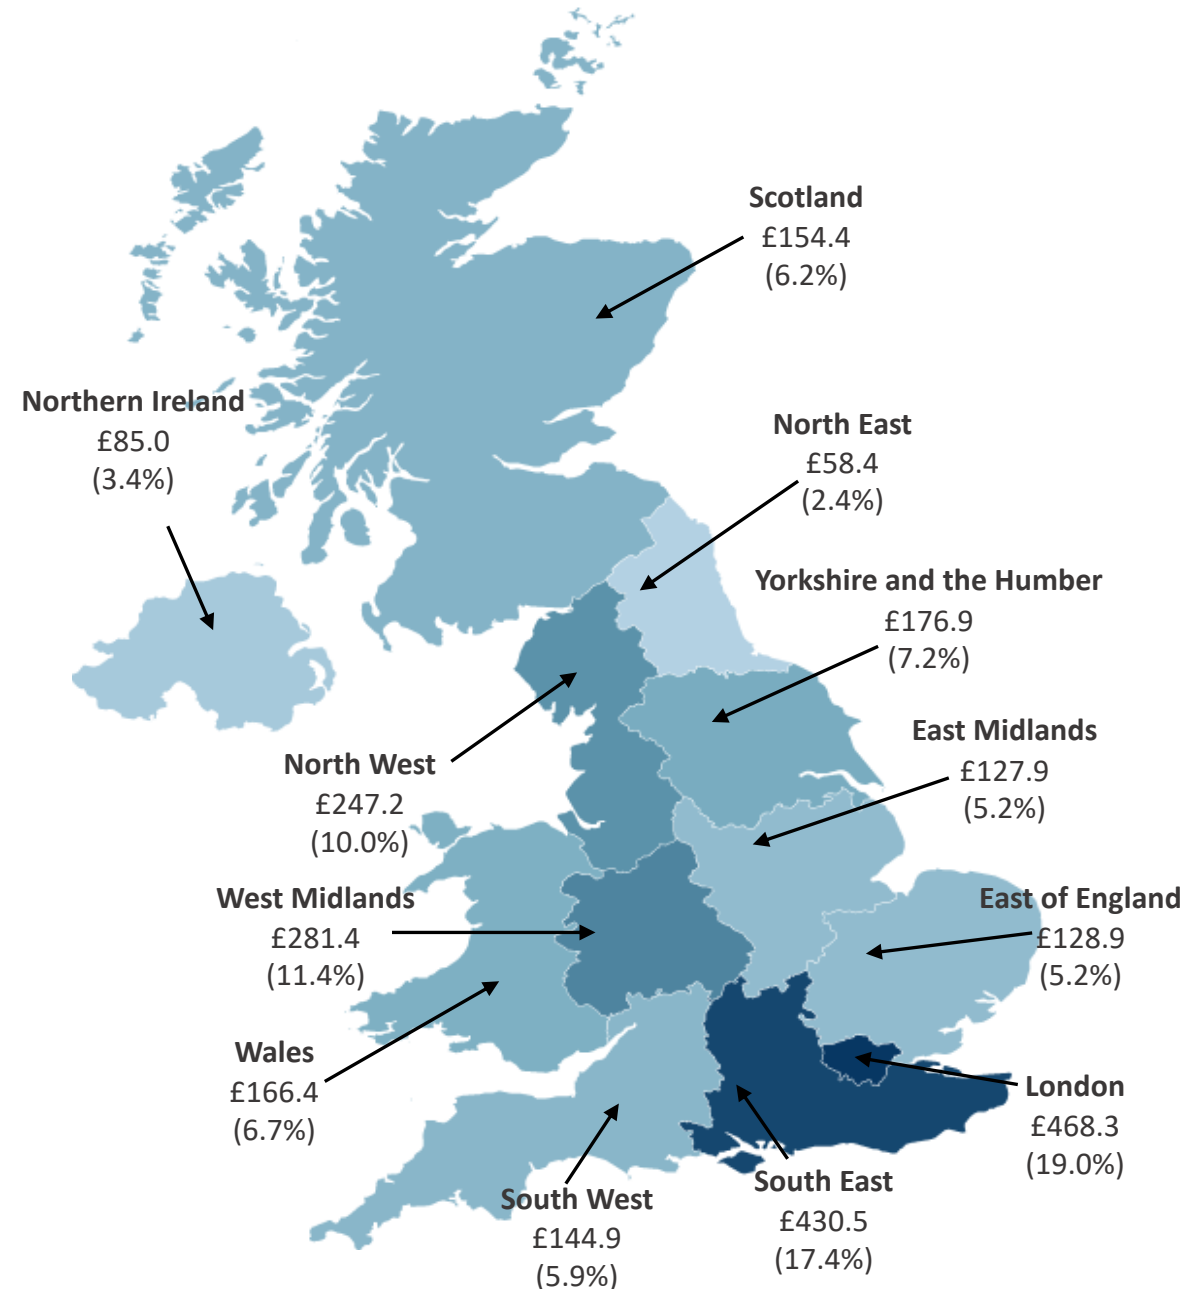 Scotland
£154.4
(6.2%)
Northern Ireland
£85.0
(3.4%)
North East
£58.4
(2.4%)
Yorkshire and the Humber
£176.9
(7.2%)
East Midlands
£127.9
(5.2%)
North West
£247.2
(10.0%)
West Midlands
£281.4
(11.4%)
East of England
£128.9
(5.2%)
Wales
£166.4
(6.7%)
London
£468.3
(19.0%)
South East
£430.5
(17.4%)
South West
£144.9
(5.9%)